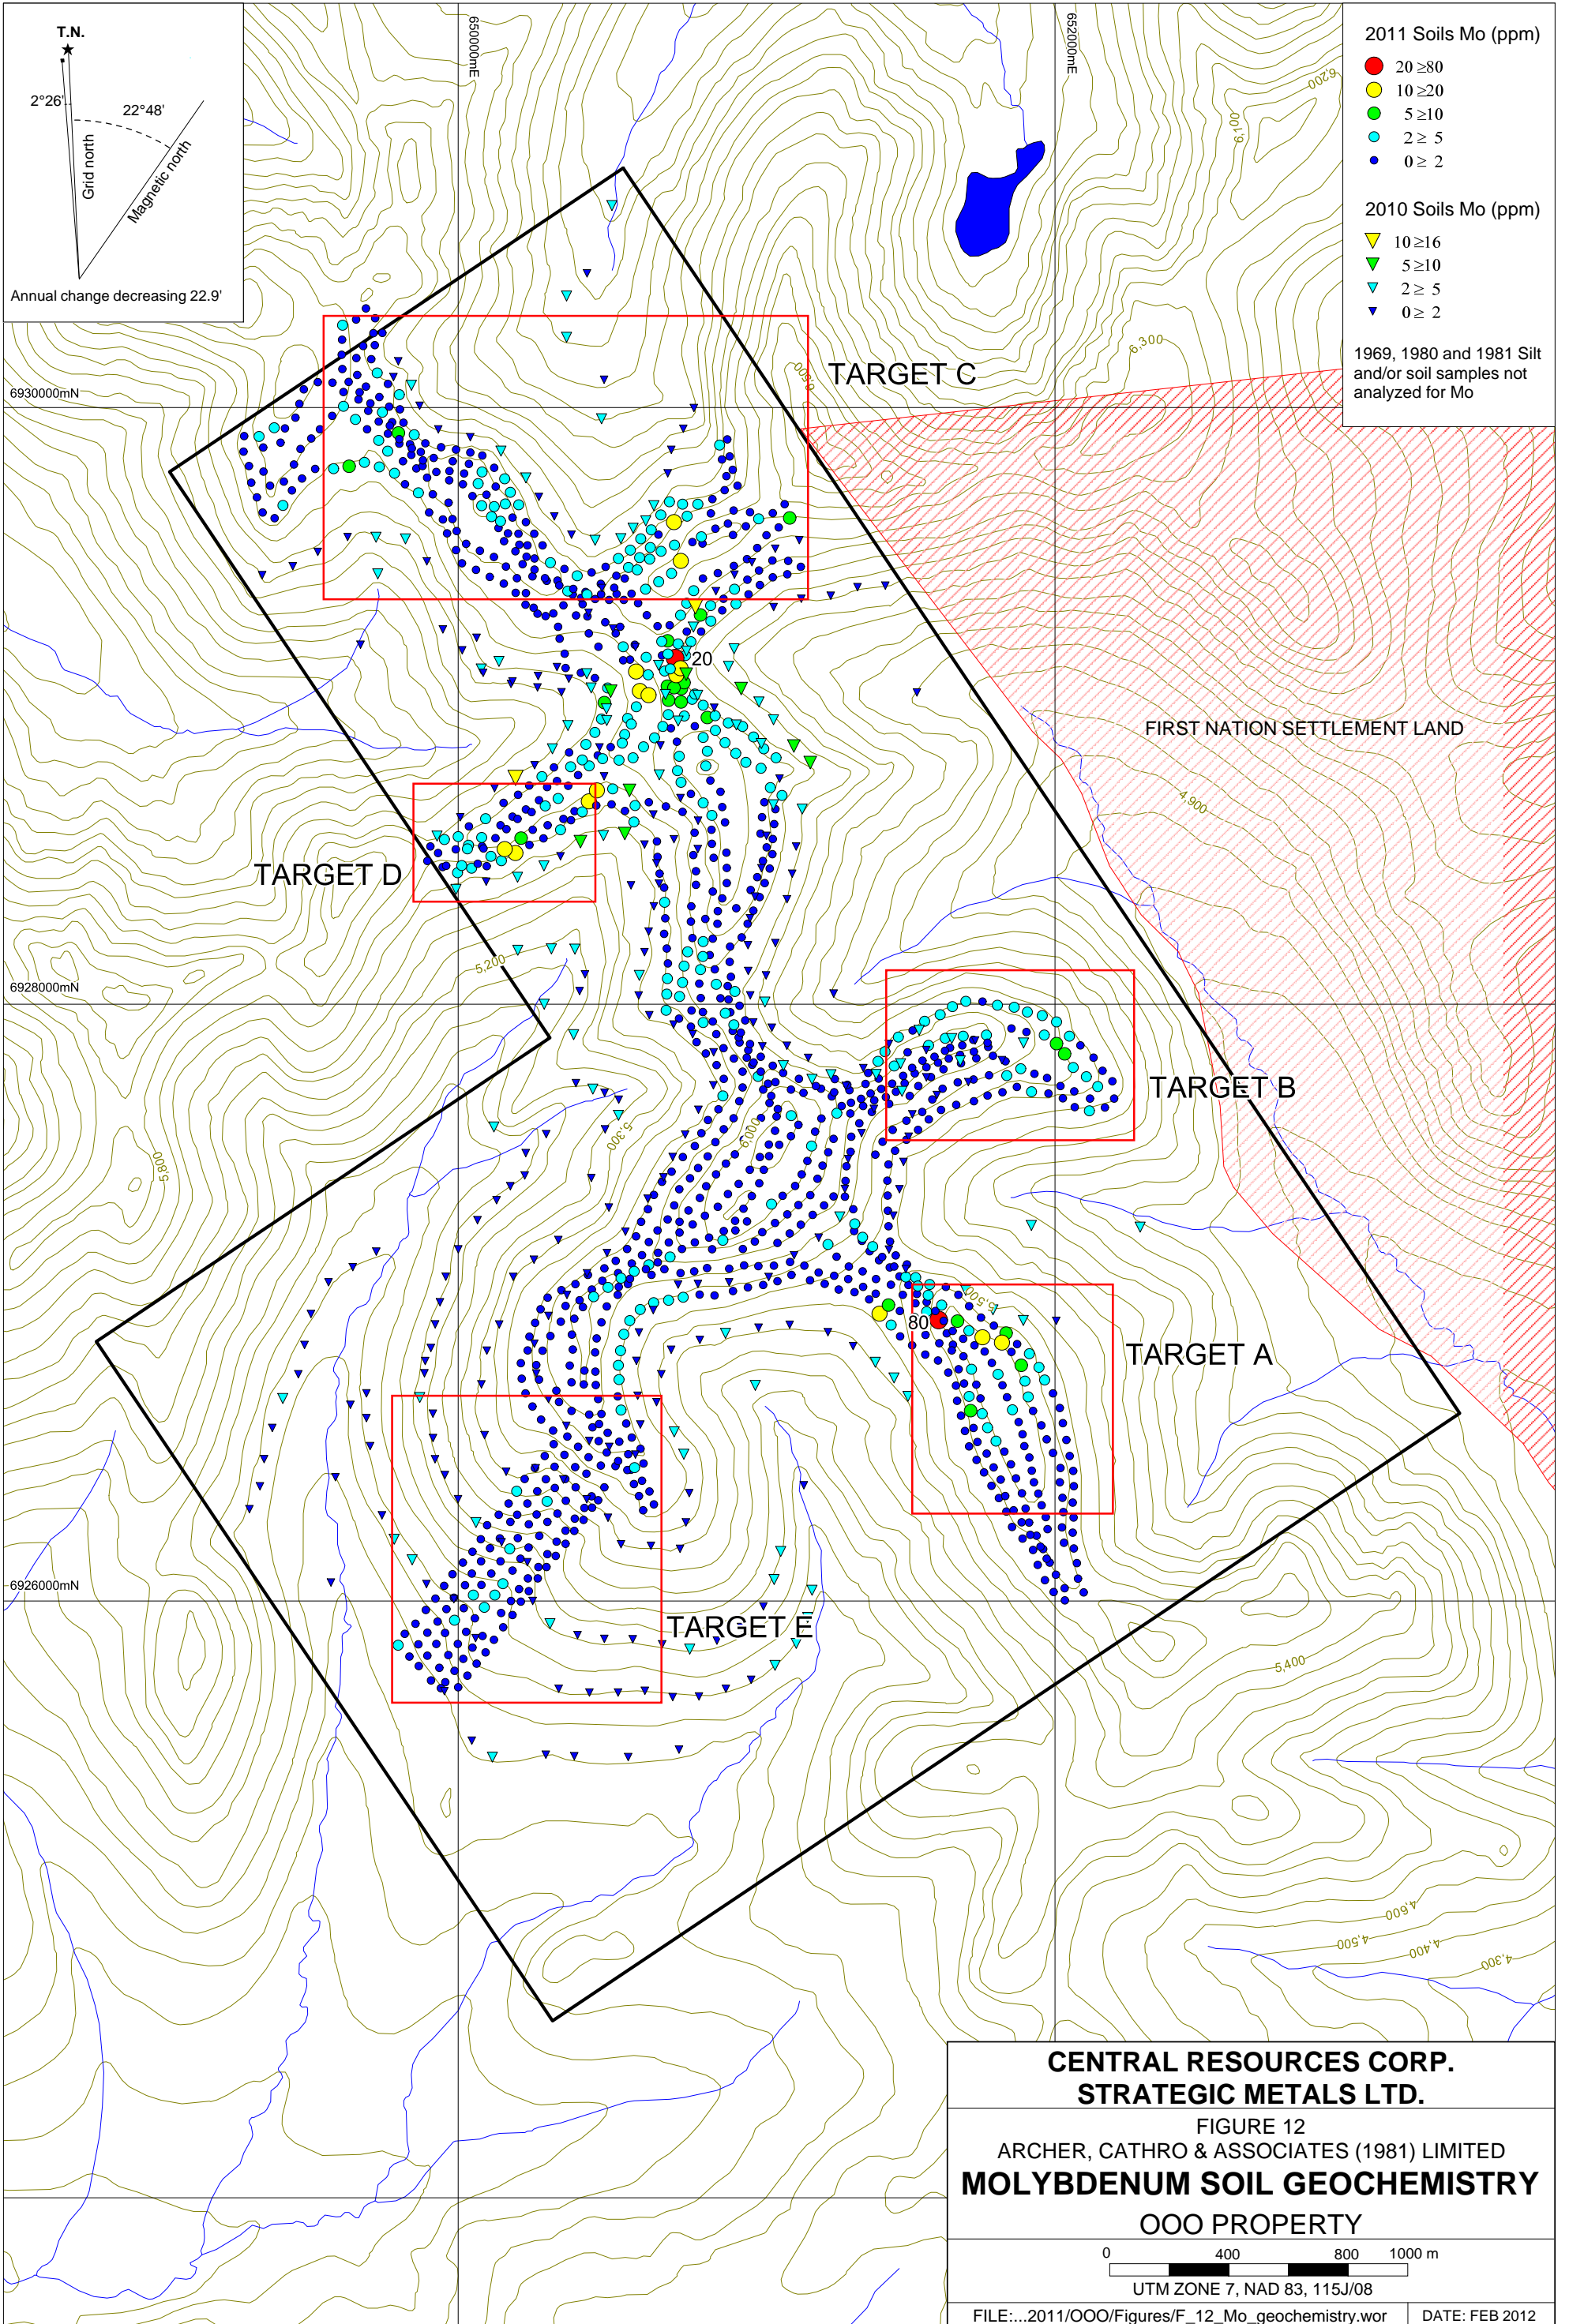 T.N.
2°26'
22°48'
Grid north
Magnetic north
Annual change decreasing 22.9'
650000mE
652000mE
2011 Soils Mo (ppm)
20 ≥80
10 ≥20
5 ≥10
2 ≥ 5
0 ≥ 2
2010 Soils Mo (ppm)
10 ≥16
5 ≥10
2 ≥ 5
0 ≥ 2
1969, 1980 and 1981 Silt
and/or soil samples not
analyzed for Mo
6,200
6,100
6,300
TARGET C
6930000mN
20
FIRST NATION SETTLEMENT LAND
4,900
TARGET D
5,200
6928000mN
TARGET B
6,000
5,300
5,800
5,500
80
TARGET A
6926000mN
TARGET E
5,400
4,600
4,500
4,400
4,300
CENTRAL RESOURCES CORP.
STRATEGIC METALS LTD.
FIGURE 12
ARCHER, CATHRO & ASSOCIATES (1981) LIMITED
MOLYBDENUM SOIL GEOCHEMISTRY
OOO PROPERTY
0 400 800 1000 m
UTM ZONE 7, NAD 83, 115J/08
FILE:...2011/OOO/Figures/F_12_Mo_geochemistry.wor
DATE: FEB 2012